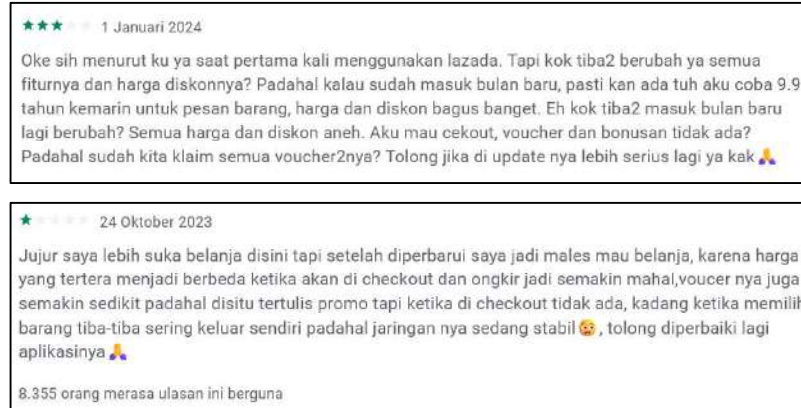 1 Januari 2024
Oke sih menurut ku ya saat pertama kali menggunakan lazada. Tapi kok tiba2 berubah ya semua
fiturnya dan harga diskonnya? Padahal kalau sudah masuk bulan baru, pasti kan ada tuh aku coba 9.9
tahun kemarin untuk pesan barang, harga dan diskon bagus banget. Eh kok tiba2 masuk bulan baru
lagi berubah? Semua harga dan diskon aneh. Aku mau cekout, voucher dan bonusan tidak ada?
Padahal sudah kita klaim semua voucher2nya? Tolong jika di update nya lebih serius lagi ya kak 🙏
24 Oktober 2023
Jujur saya lebih suka belanja disini tapi setelah diperbarui saya jadi males mau belanja, karena harga
yang tertera menjadi berbeda ketika akan di checkout dan ongkir jadi semakin mahal,voucer nya juga
semakin sedikit padahal disitu tertulis promo tapi ketika di checkout tidak ada, kadang ketika memilih
barang tiba-tiba sering keluar sendiri padahal jaringan nya sedang stabil😥, tolong diperbaiki lagi
aplikasinya🙏
8.355 orang merasa ulasan ini berguna